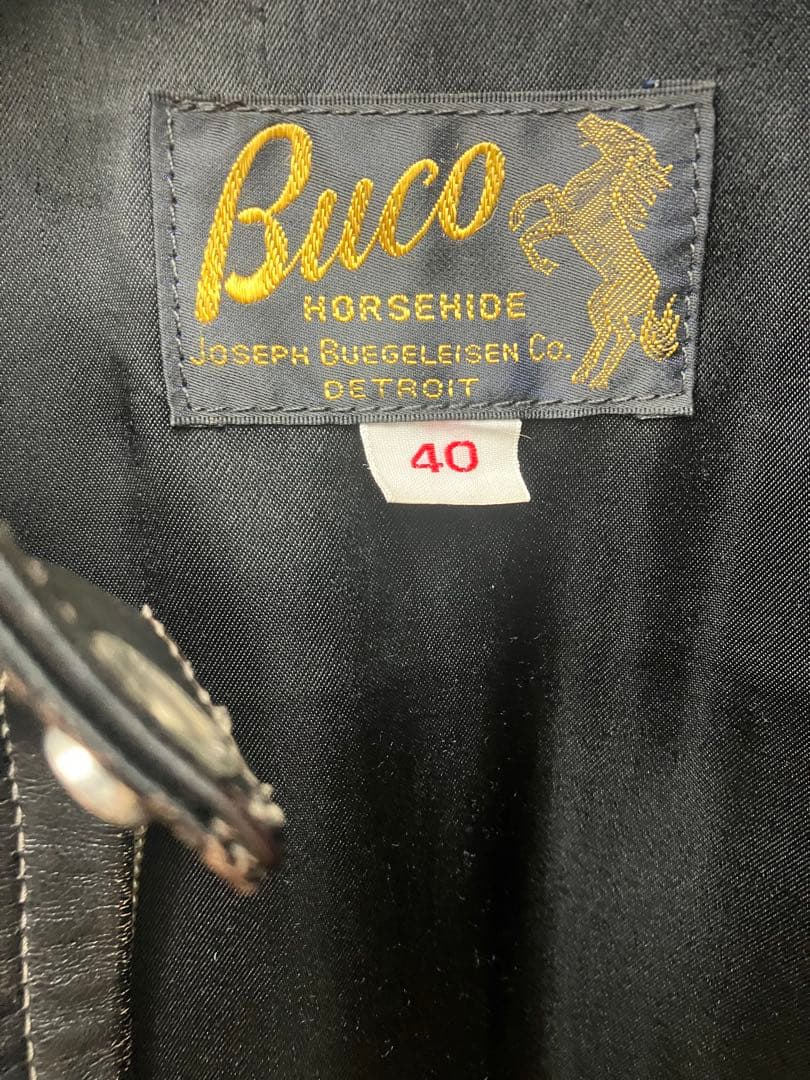 Buco
HORSEHIDE
JOSEPH BUEGELEISEN CO.
DETROIT
40